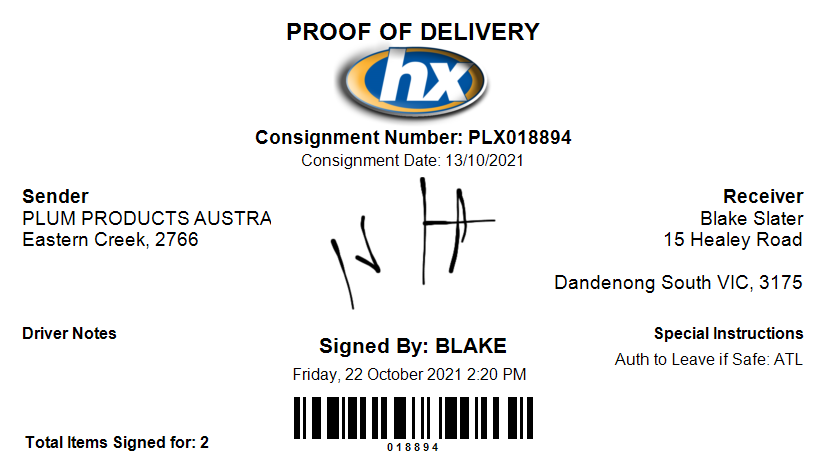 PROOF OF DELIVERY
hx
Consignment Number: PLX018894
Consignment Date: 13/10/2021
Sender
PLUM PRODUCTS AUSTRA
Eastern Creek, 2766
Receiver
Blake Slater
15 Healey Road
Dandenong South VIC, 3175
Driver Notes
Signed By: BLAKE
Friday, 22 October 2021 2:20 PM
Special Instructions
Auth to Leave if Safe: ATL
018894
Total Items Signed for: 2